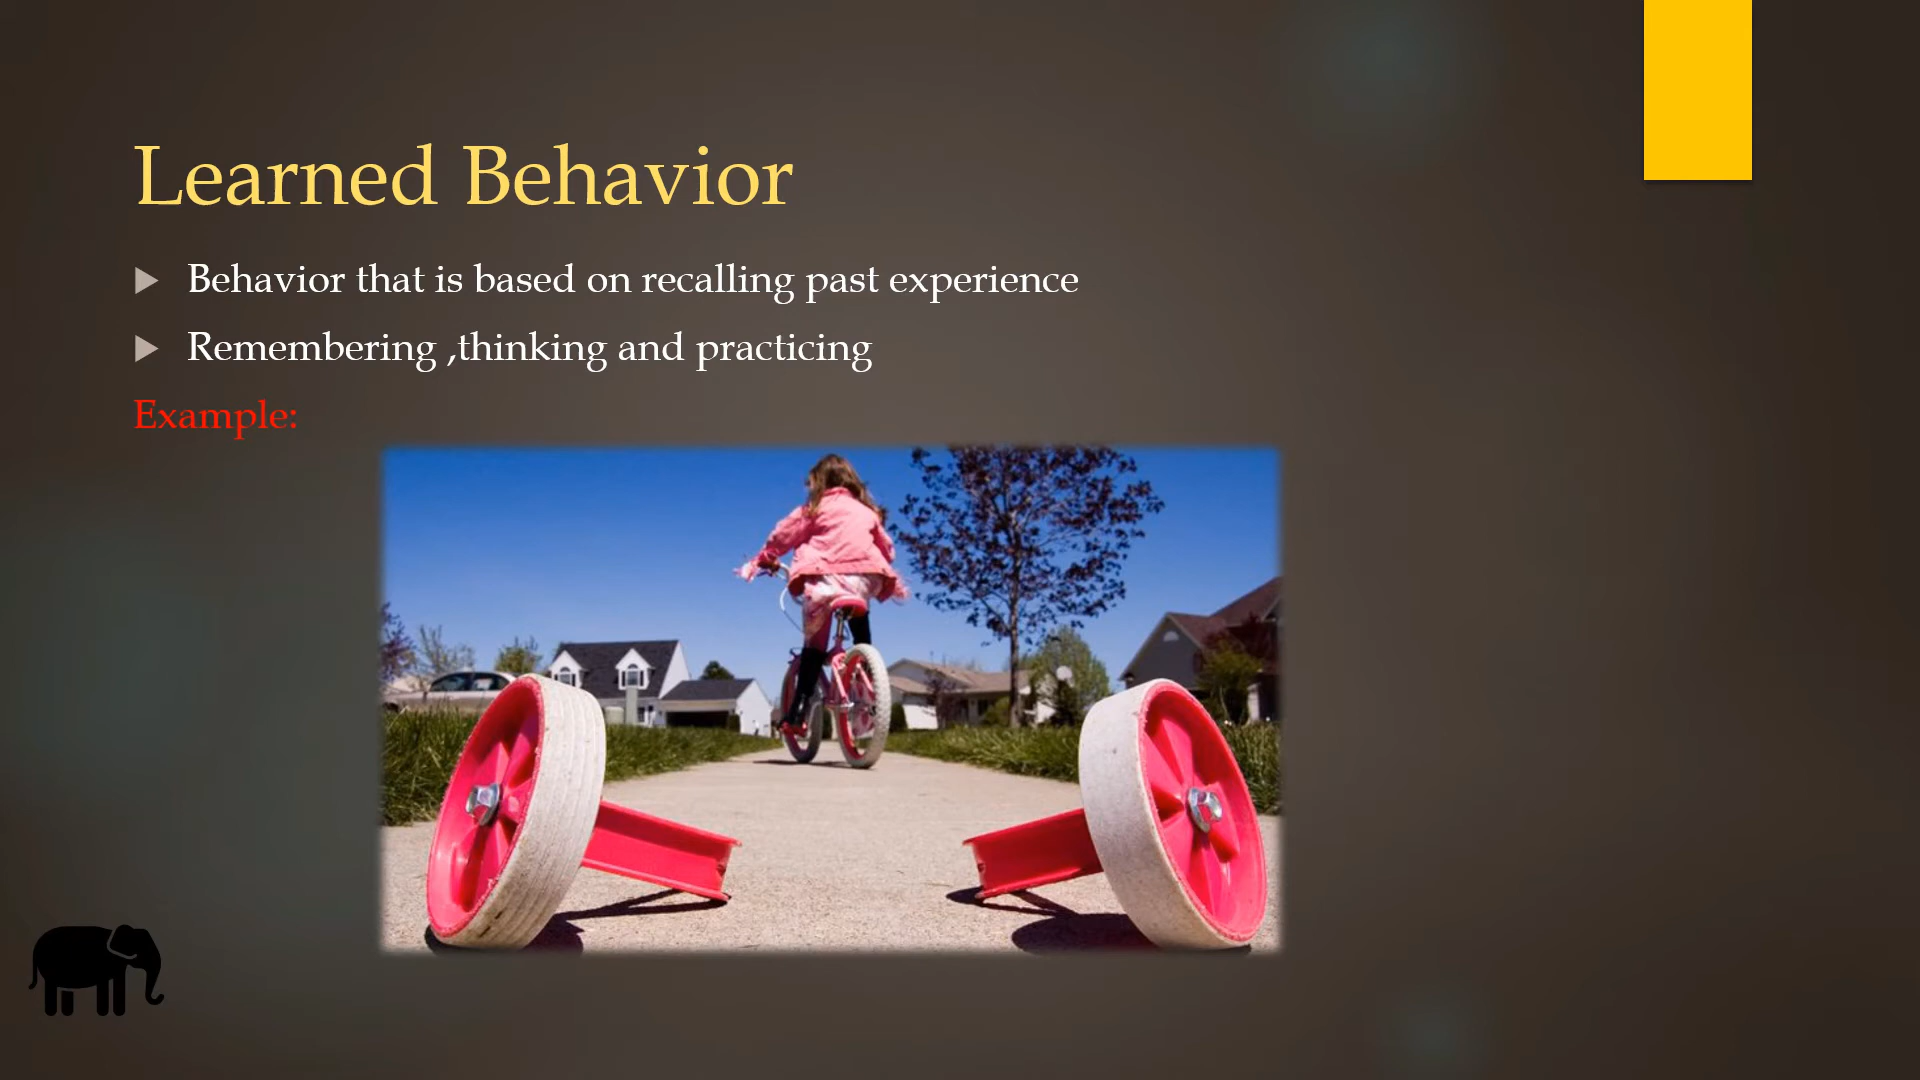 Learned Behavior
Behavior that is based on recalling past experience
Remembering ,thinking and practicing
Example: